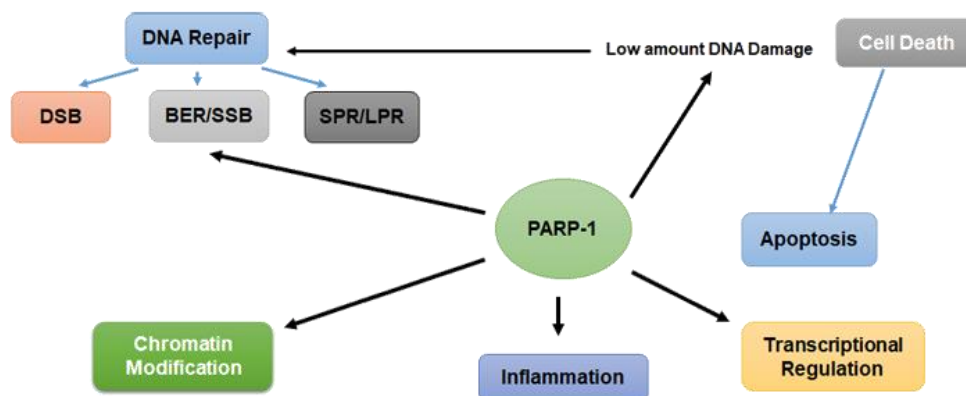 DNA Repair
Low amount DNA Damage
Cell Death
DSB
BER/SSB
SPR/LPR
PARP-1
Apoptosis
Chromatin
Modification
Inflammation
Transcriptional
Regulation